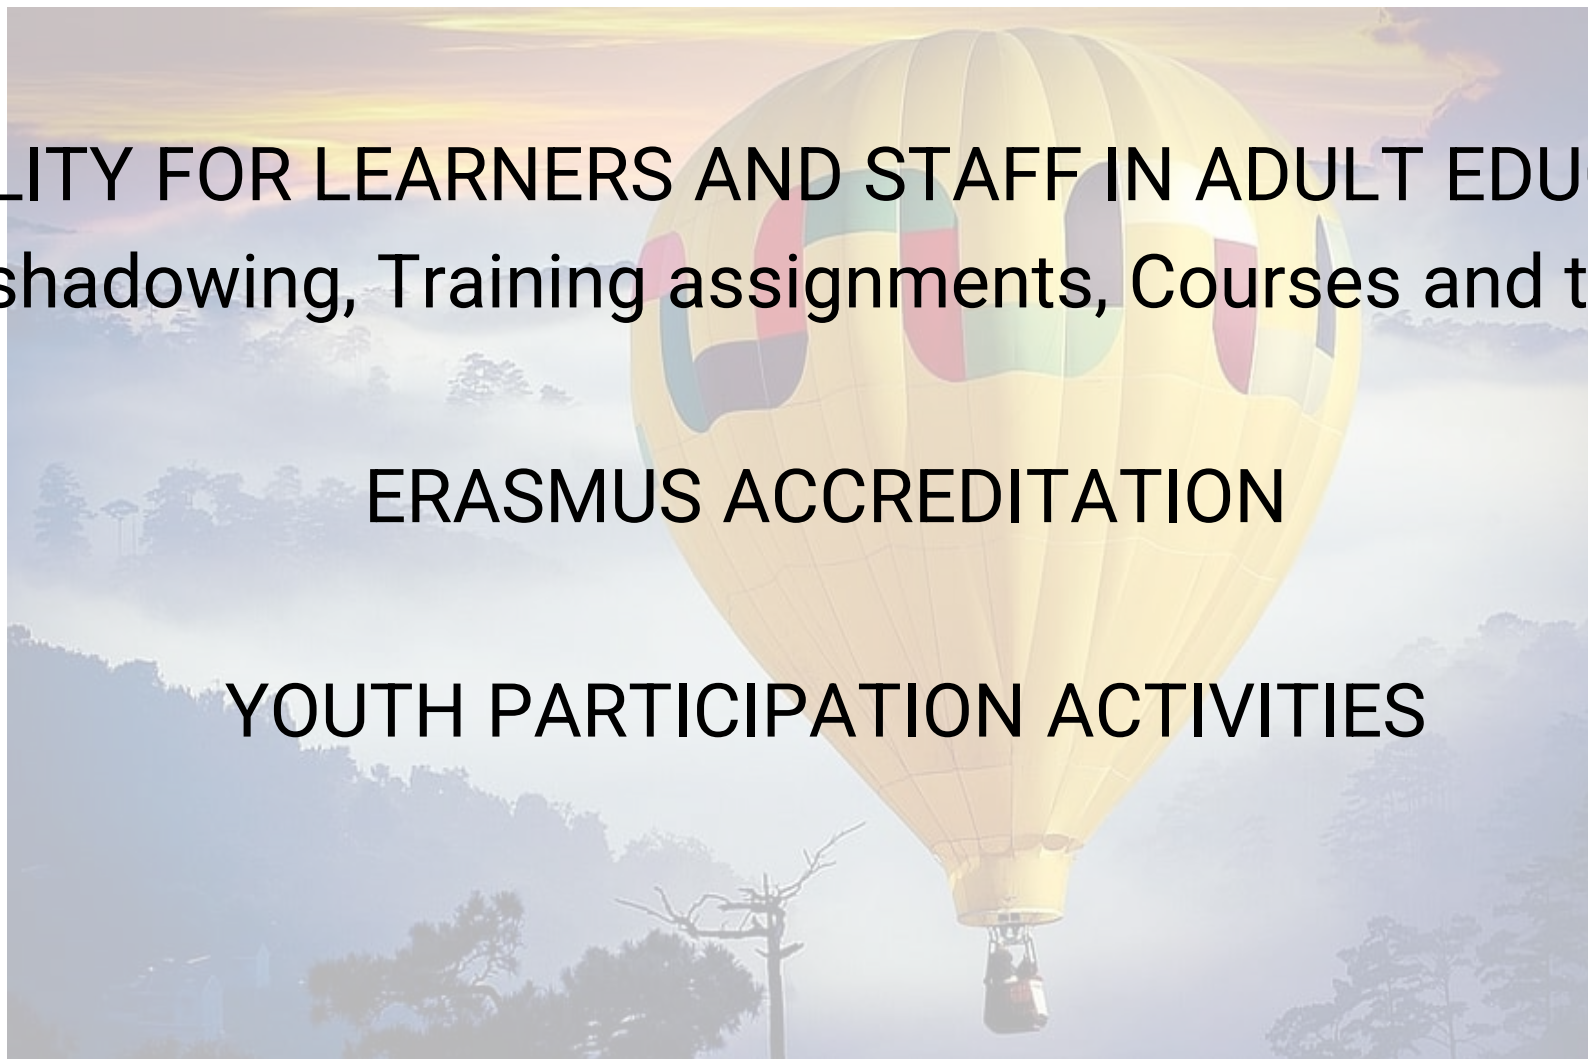 LITY FOR LEARNERS AND STAFF IN ADULT EDU
shadowing, Training assignments, Courses and t
ERASMUS ACCREDITATION
YOUTH PARTICIPATION ACTIVITIES